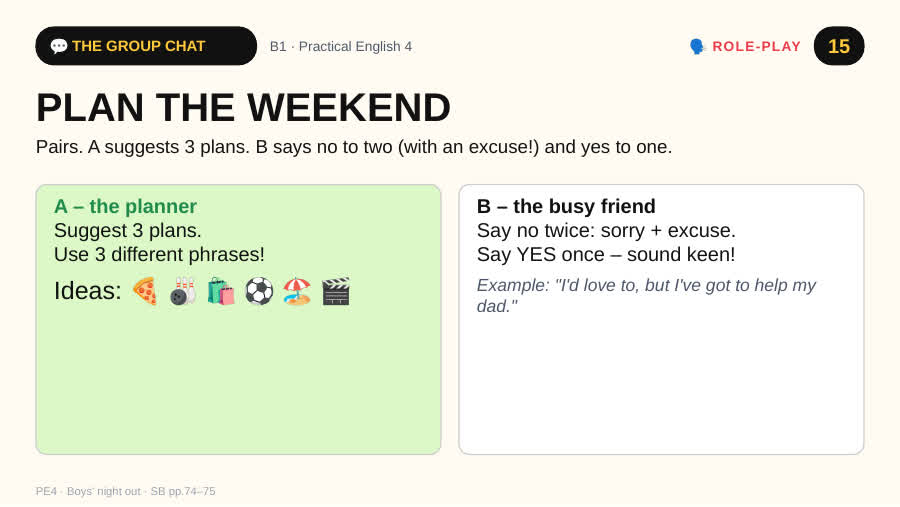 💬 THE GROUP CHAT
B1 · Practical English 4
🗣️ ROLE-PLAY
15
PLAN THE WEEKEND
Pairs. A suggests 3 plans. B says no to two (with an excuse!) and yes to one.
A – the planner
Suggest 3 plans.
Use 3 different phrases!
Ideas: 🍕 🎳 🛍️ ⚽ 🏖️ 🎬
B – the busy friend
Say no twice: sorry + excuse.
Say YES once – sound keen!
Example: "I'd love to, but I've got to help my
dad."
PE4 · Boys' night out · SB pp.74–75